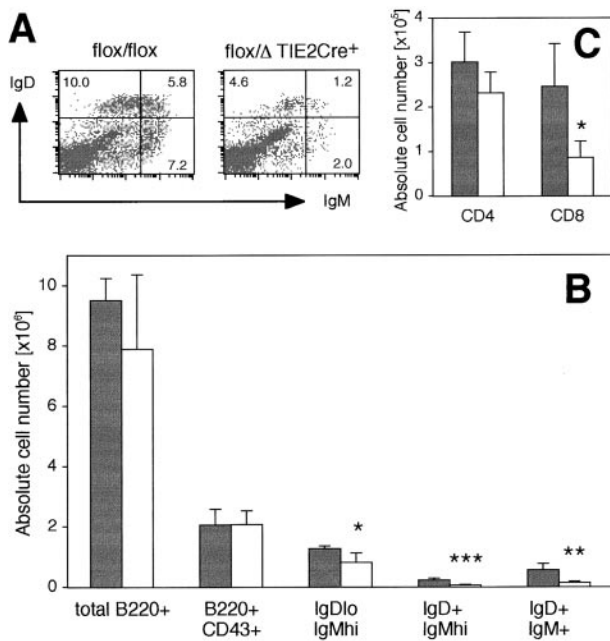 A
flox/flox
flox/Δ TIE2Cre+
IgD
10.0
5.8
7.2
4.6
1.2
2.0
IgM
C
Absolute cell number [x10⁵]
4
3
2
1
0
*
CD4
CD8
B
Absolute cell number [x10⁶]
10
8
6
4
2
0
*
***
**
total B220+
B220+
CD43+
IgDlo
IgMhi
IgD+
IgMhi
IgD+
IgM+